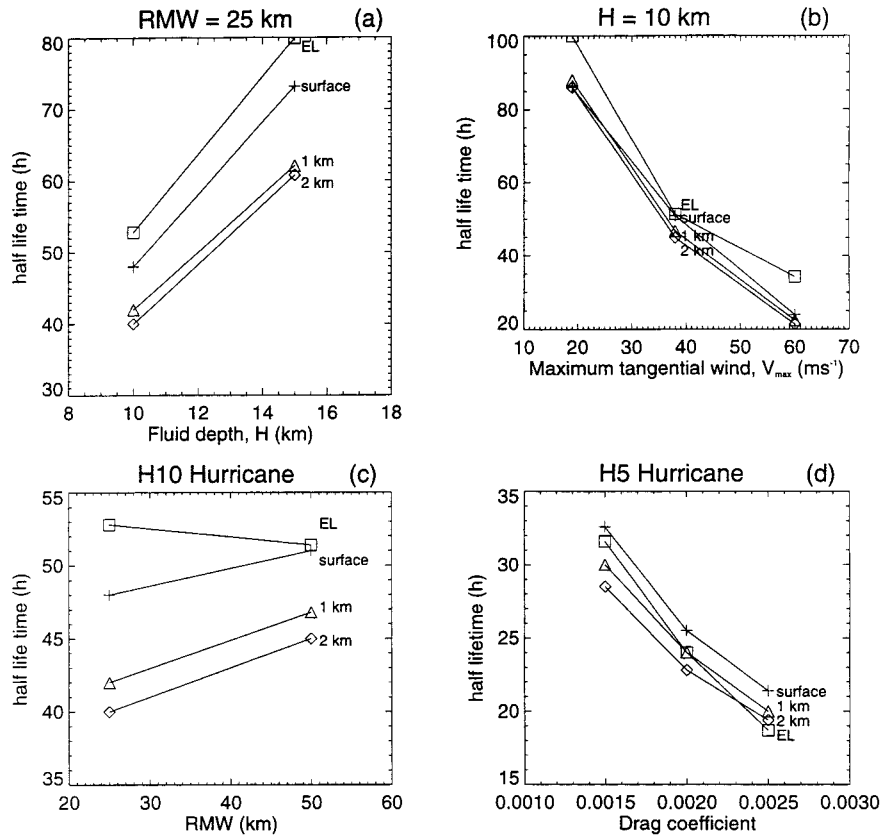 RMW = 25 km (a)
80
70
60
50
40
30
half life time (h)
EL
surface
1 km
2 km
8 10 12 14 16 18
Fluid depth, H (km)
H = 10 km (b)
100
80
60
40
20
half life time (h)
EL
surface
1 km
2 km
10 20 30 40 50 60 70
Maximum tangential wind, Vmax (ms-1)
H10 Hurricane (c)
55
50
45
40
35
half life time (h)
EL
surface
1 km
2 km
20 30 40 50 60
RMW (km)
H5 Hurricane (d)
35
30
25
20
15
half lifetime (h)
surface
1 km
2 km
EL
0.0010 0.0015 0.0020 0.0025 0.0030
Drag coefficient